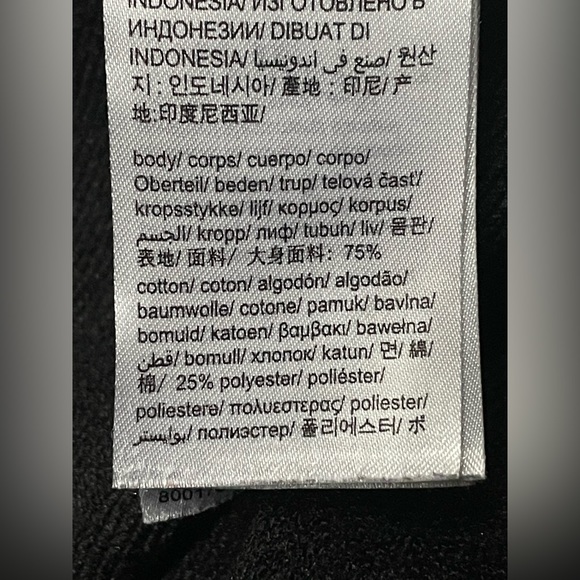 INDONESIA/ ИЗГОТОВЛЕНО В
ИНДОНЕЗИИ/ DIBUAT DI
INDONESIA/ صنع في اندونيسيا/ 원산
지 : 인도네시아/ 產地 : 印尼/ 产
地:印度尼西亚/
body/ corps/ cuerpo/ corpo/
Oberteil/ beden/ trup/ telová časť/
kropsstykke/ lijf/ κορμος/ korpus/
الجسم/ kropp/ лиф/ tubuh/ liv/ 몸판/
表地/ 面料/ 大身面料: 75%
cotton/ coton/ algodón/ algodão/
baumwolle/ cotone/ pamuk/ bavlna/
bomuld/ katoen/ βαμβακι/ bawełna/
قطن/ bomull/ хлопок/ katun/ 면/ 綿/
棉/ 25% polyester/ poliéster/
poliestere/ πολυεστερας/ poliester/
بوليستر/ полиэстер/ 폴리에스터/ ポ